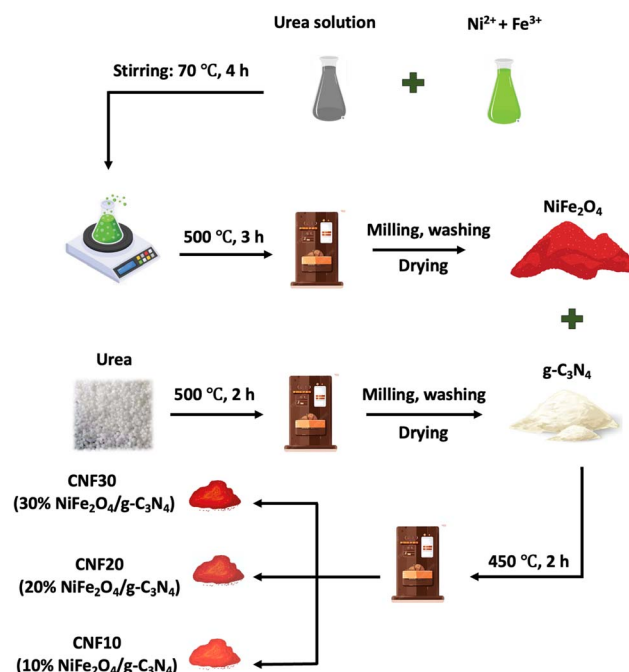 Urea solution
Ni²⁺ + Fe³⁺
Stirring: 70 ℃, 4 h
NiFe₂O₄
500 ℃, 3 h
Milling, washing
Drying
Urea
g-C₃N₄
500 ℃, 2 h
Milling, washing
Drying
CNF30
(30% NiFe₂O₄/g-C₃N₄)
450 ℃, 2 h
CNF20
(20% NiFe₂O₄/g-C₃N₄)
CNF10
(10% NiFe₂O₄/g-C₃N₄)